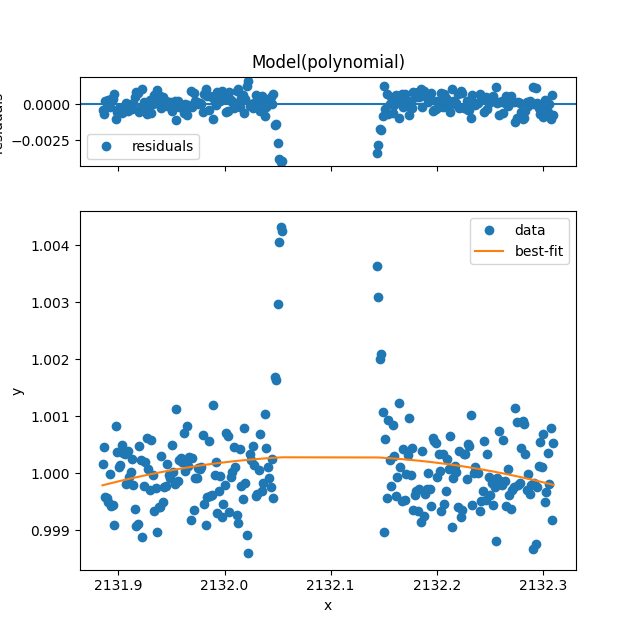 Model(polynomial)
0.0000
−0.0025
residuals
1.004
1.003
1.002
1.001
1.000
0.999
y
data
best-fit
2131.9 2132.0 2132.1 2132.2 2132.3
x